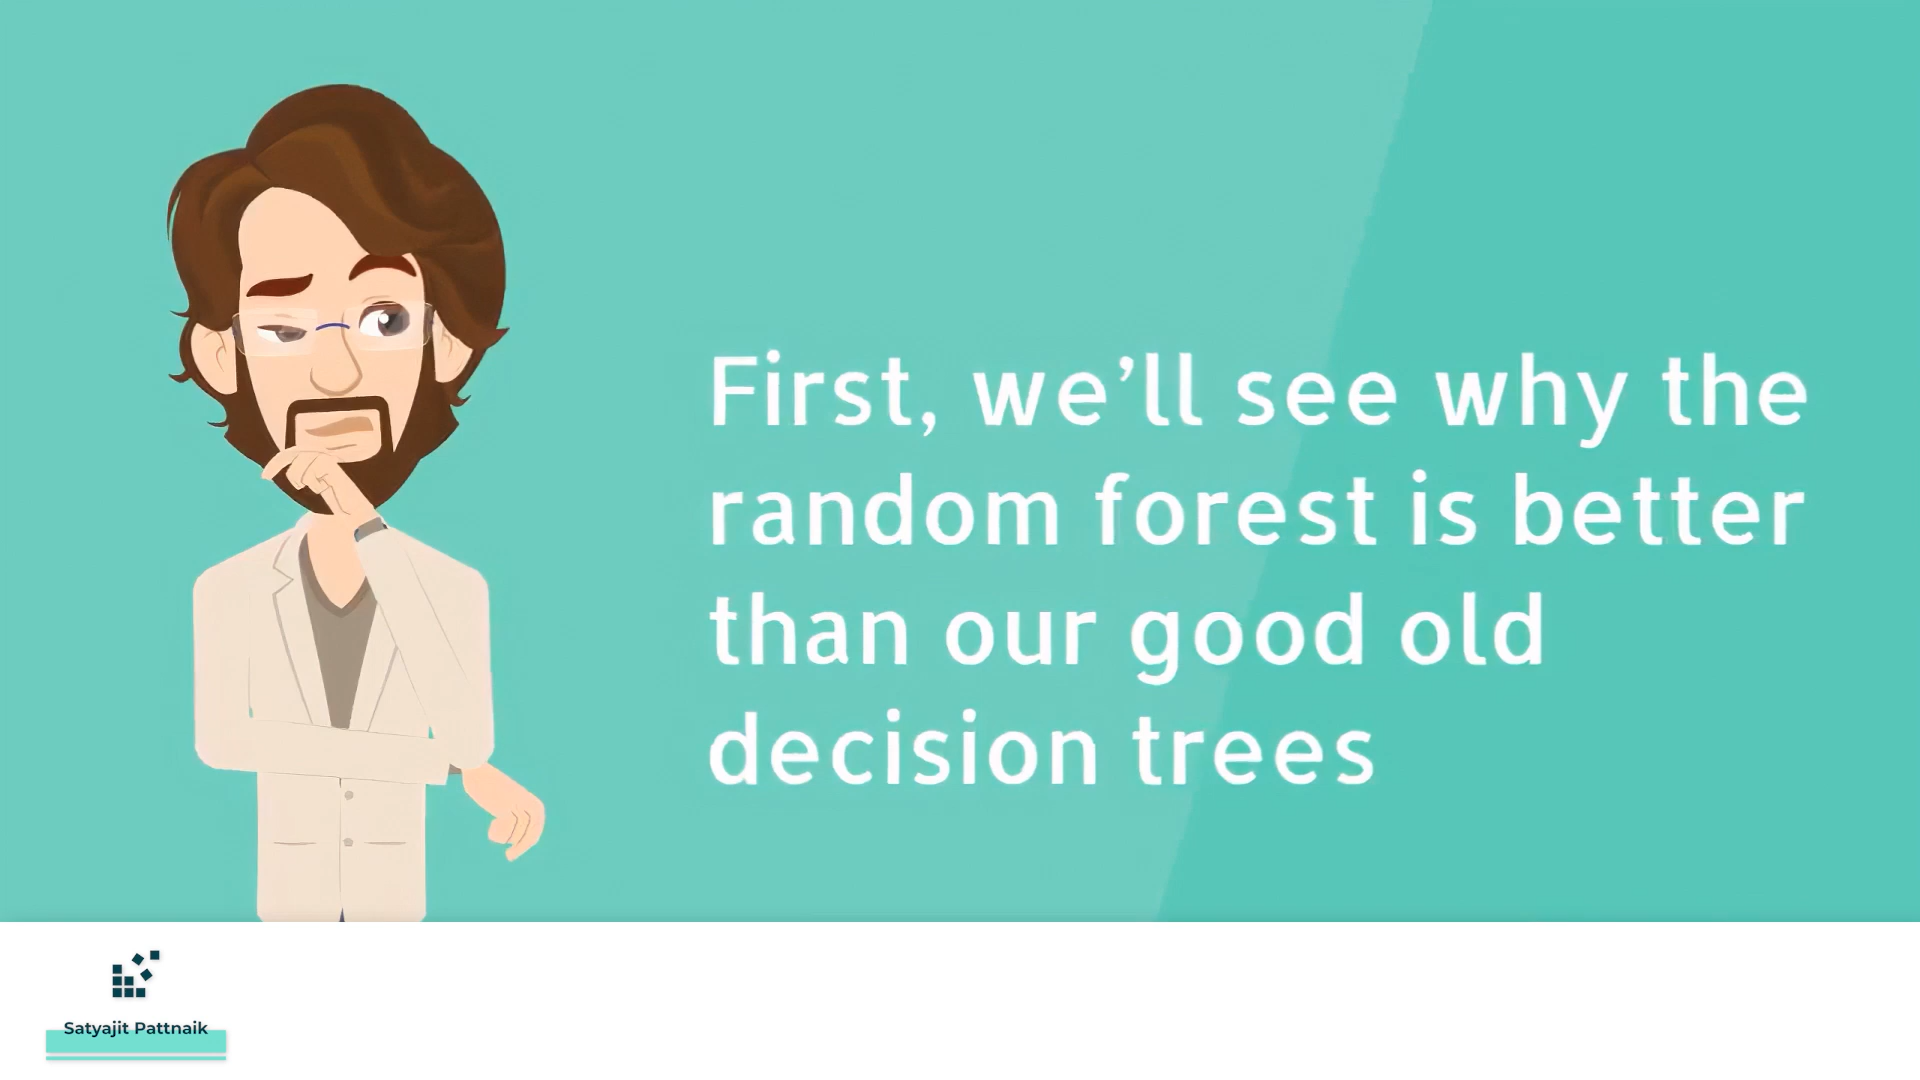 First, we’ll see why the
random forest is better
than our good old
decision trees
Satyajit Pattnaik